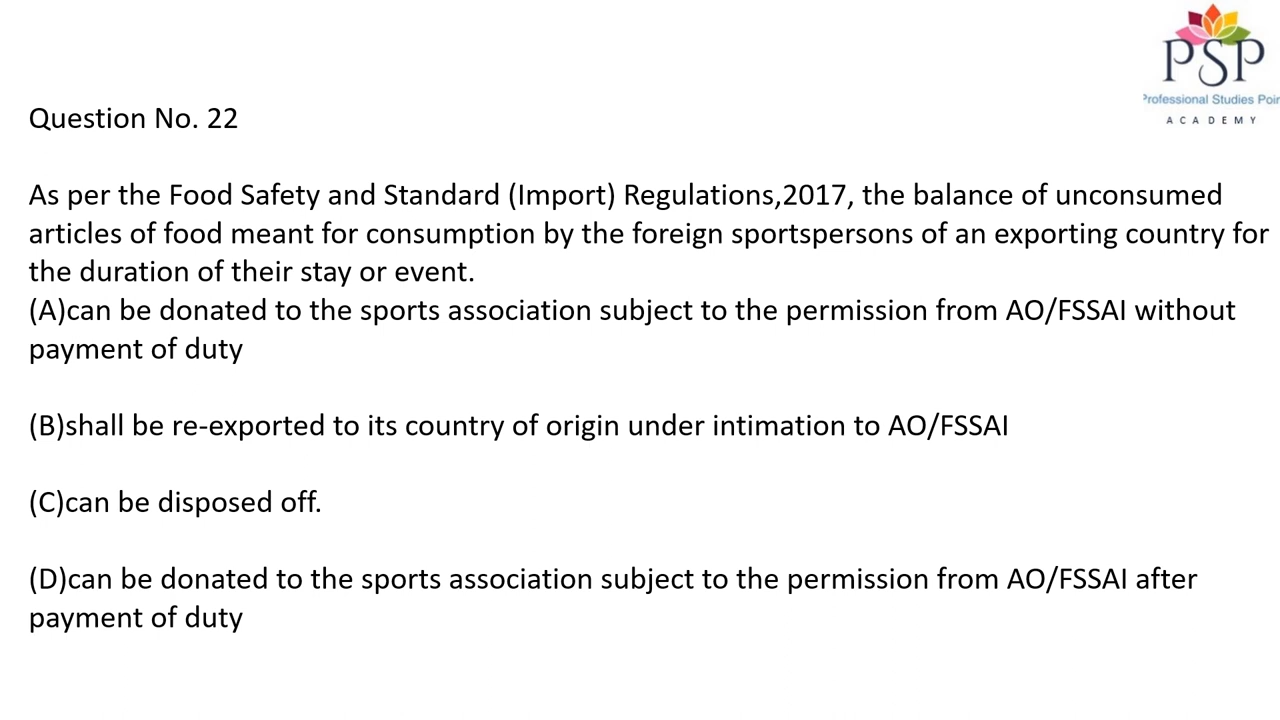 PSP
Professional Studies Poin
ACADEMY
Question No. 22
As per the Food Safety and Standard (Import) Regulations,2017, the balance of unconsumed
articles of food meant for consumption by the foreign sportspersons of an exporting country for
the duration of their stay or event.
(A)can be donated to the sports association subject to the permission from AO/FSSAI without
payment of duty
(B)shall be re-exported to its country of origin under intimation to AO/FSSAI
(C)can be disposed off.
(D)can be donated to the sports association subject to the permission from AO/FSSAI after
payment of duty